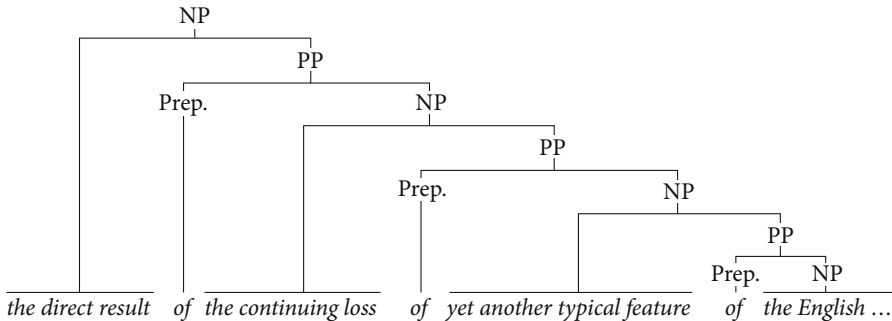 NP
PP
Prep. NP
PP
Prep. NP
PP
Prep. NP
the direct result of the continuing loss of yet another typical feature of the English …